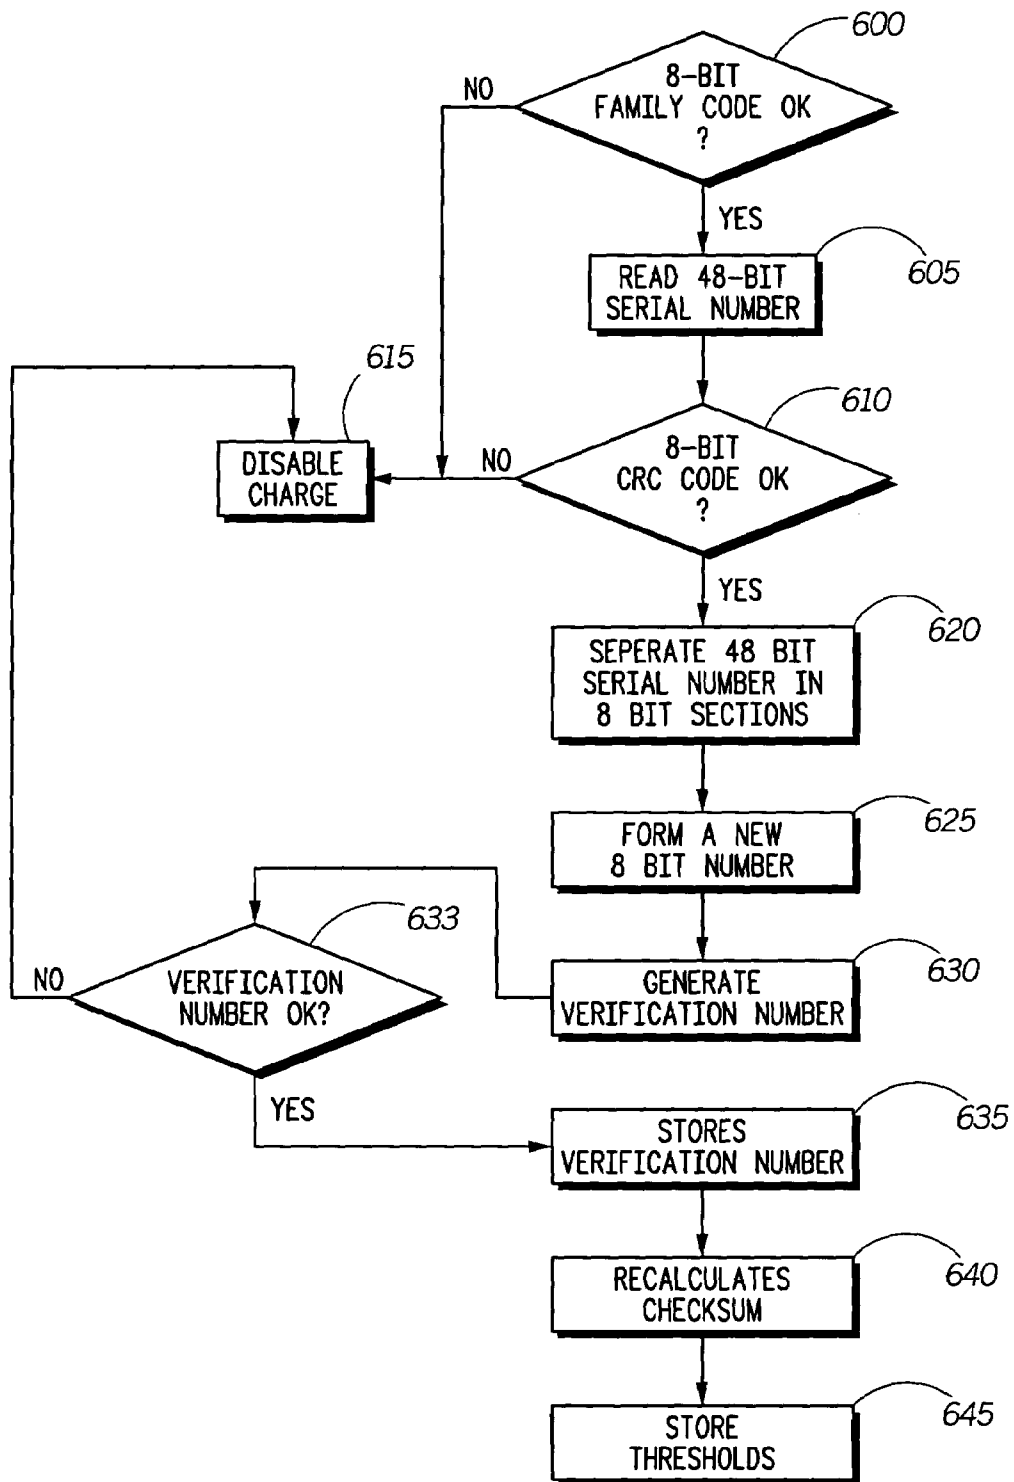 600
8-BIT
FAMILY CODE OK
?
NO
YES
605
READ 48-BIT
SERIAL NUMBER
615
610
DISABLE
CHARGE
NO
8-BIT
CRC CODE OK
?
YES
620
SEPERATE 48 BIT
SERIAL NUMBER IN
8 BIT SECTIONS
625
FORM A NEW
8 BIT NUMBER
633
630
NO
VERIFICATION
NUMBER OK?
GENERATE
VERIFICATION NUMBER
YES
635
STORES
VERIFICATION NUMBER
640
RECALCULATES
CHECKSUM
645
STORE
THRESHOLDS